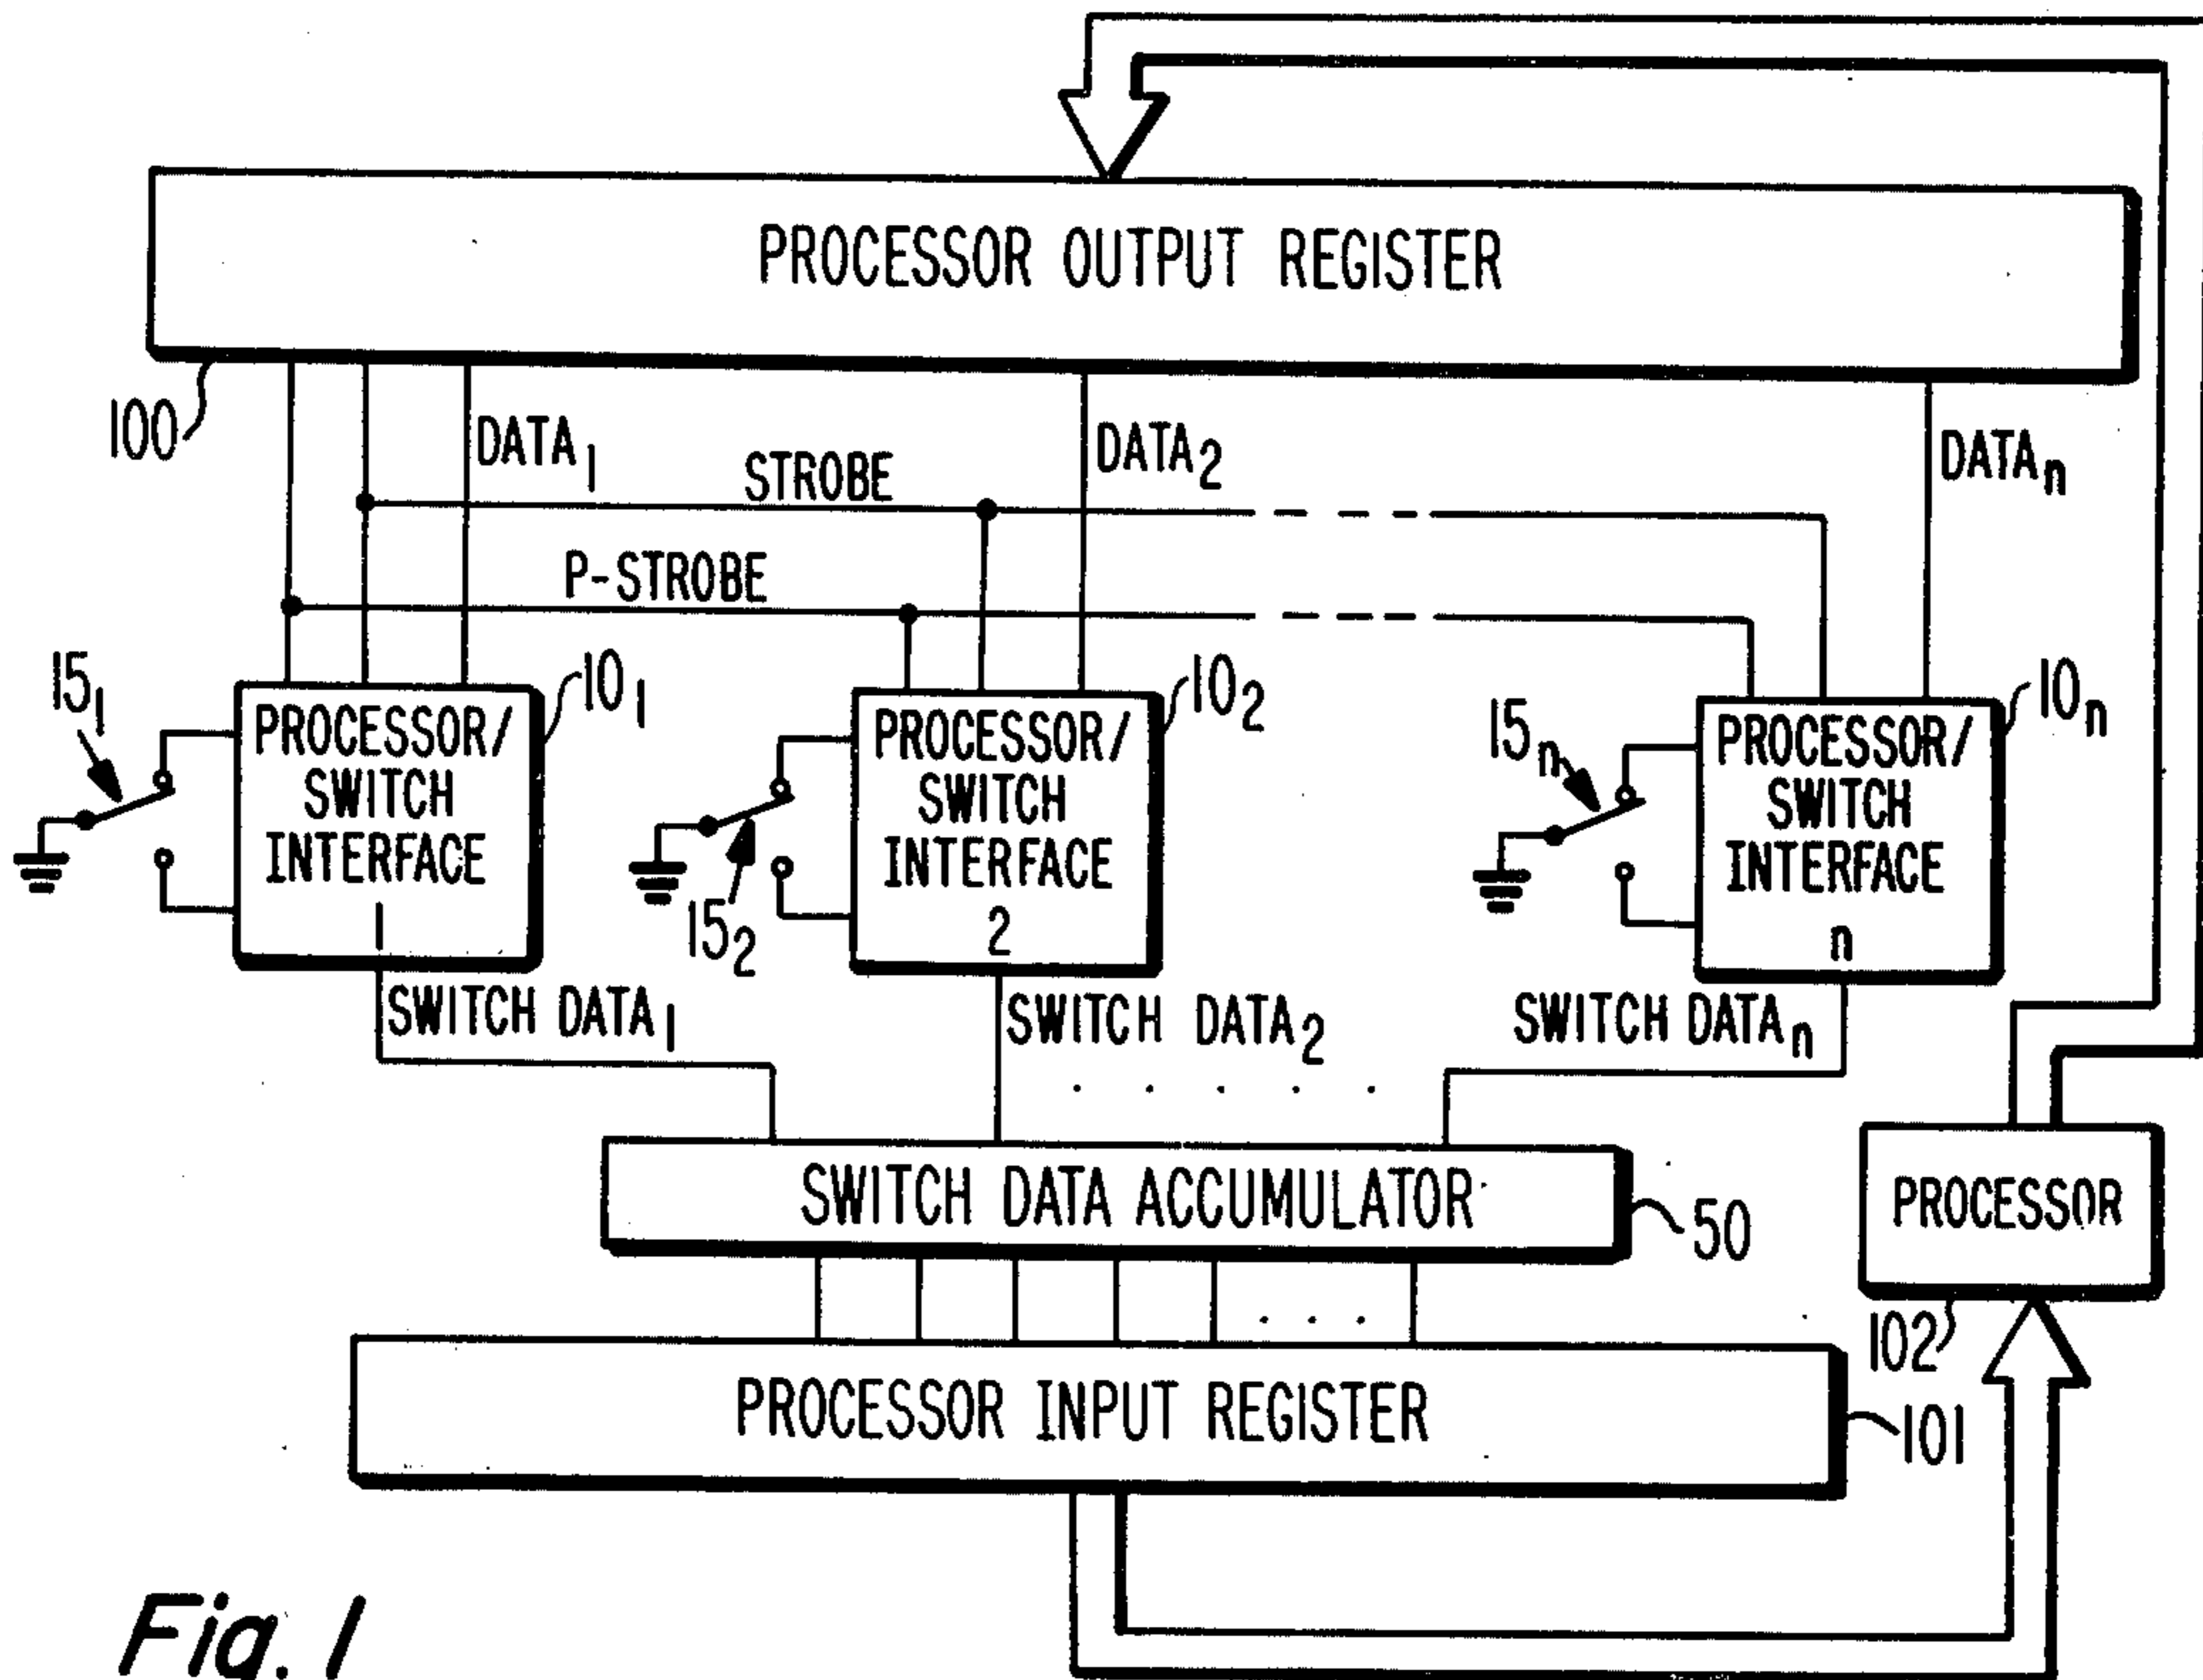 PROCESSOR OUTPUT REGISTER
100
DATA₁
DATA₂
DATAₙ
STROBE
P-STROBE
15₁
PROCESSOR/
SWITCH
INTERFACE
1
10₁
15₂
PROCESSOR/
SWITCH
INTERFACE
2
10₂
15ₙ
PROCESSOR/
SWITCH
INTERFACE
n
10ₙ
SWITCH DATA₁
SWITCH DATA₂
SWITCH DATAₙ
SWITCH DATA ACCUMULATOR
50
PROCESSOR
102
PROCESSOR INPUT REGISTER
101
Fig. 1